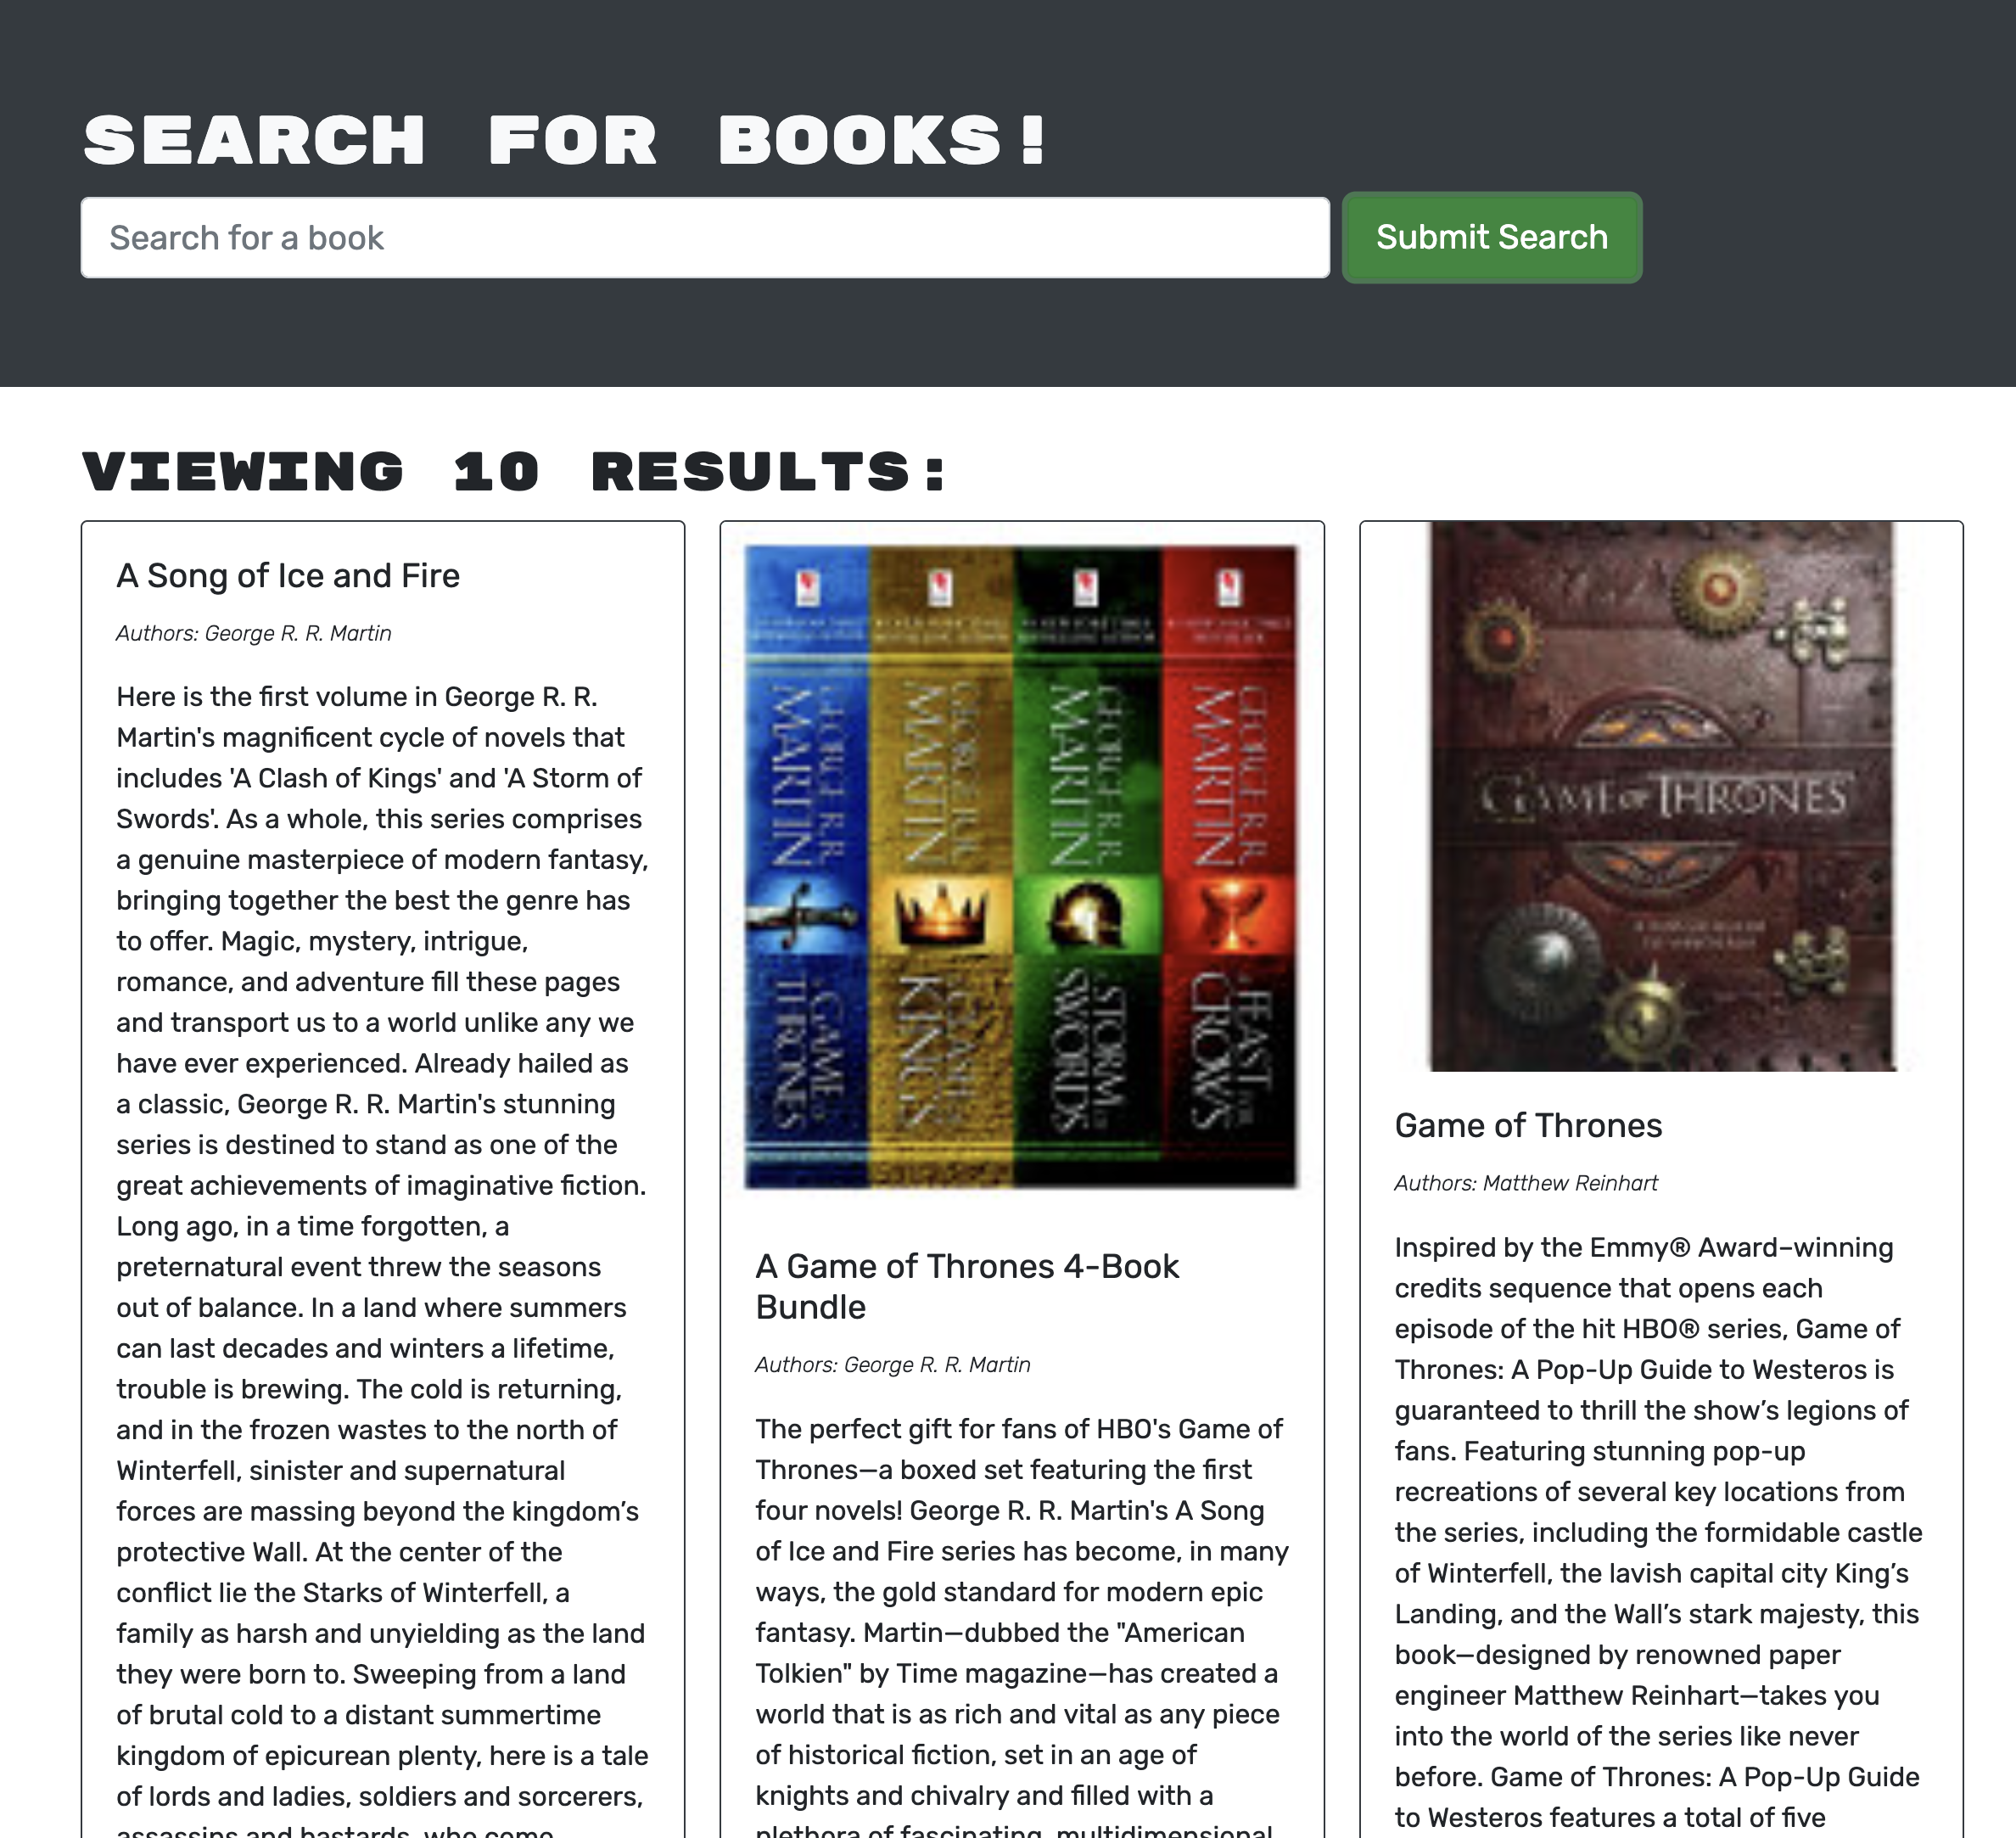 SEARCH FOR BOOKS!
Search for a book
Submit Search
VIEWING 10 RESULTS:
A Song of Ice and Fire
Authors: George R. R. Martin
Here is the first volume in George R. R.
Martin's magnificent cycle of novels that
includes 'A Clash of Kings' and 'A Storm of
Swords'. As a whole, this series comprises
a genuine masterpiece of modern fantasy,
bringing together the best the genre has
to offer. Magic, mystery, intrigue,
romance, and adventure fill these pages
and transport us to a world unlike any we
have ever experienced. Already hailed as
a classic, George R. R. Martin's stunning
series is destined to stand as one of the
great achievements of imaginative fiction.
Long ago, in a time forgotten, a
preternatural event threw the seasons
out of balance. In a land where summers
can last decades and winters a lifetime,
trouble is brewing. The cold is returning,
and in the frozen wastes to the north of
Winterfell, sinister and supernatural
forces are massing beyond the kingdom’s
protective Wall. At the center of the
conflict lie the Starks of Winterfell, a
family as harsh and unyielding as the land
they were born to. Sweeping from a land
of brutal cold to a distant summertime
kingdom of epicurean plenty, here is a tale
of lords and ladies, soldiers and sorcerers,
assassins and bastards, who come
GEORGE R.R.
MARTIN
A GAME OF
THRONES
GEORGE R.R.
MARTIN
A CLASH OF
KINGS
GEORGE R.R.
MARTIN
A STORM OF
SWORDS
GEORGE R.R.
MARTIN
A FEAST FOR
CROWS
A Game of Thrones 4-Book
Bundle
Authors: George R. R. Martin
The perfect gift for fans of HBO's Game of
Thrones—a boxed set featuring the first
four novels! George R. R. Martin's A Song
of Ice and Fire series has become, in many
ways, the gold standard for modern epic
fantasy. Martin—dubbed the "American
Tolkien" by Time magazine—has created a
world that is as rich and vital as any piece
of historical fiction, set in an age of
knights and chivalry and filled with a
plethora of fascinating, multidimensional
GAME OF THRONES
Game of Thrones
Authors: Matthew Reinhart
Inspired by the Emmy® Award–winning
credits sequence that opens each
episode of the hit HBO® series, Game of
Thrones: A Pop-Up Guide to Westeros is
guaranteed to thrill the show’s legions of
fans. Featuring stunning pop-up
recreations of several key locations from
the series, including the formidable castle
of Winterfell, the lavish capital city King’s
Landing, and the Wall’s stark majesty, this
book—designed by renowned paper
engineer Matthew Reinhart—takes you
into the world of the series like never
before. Game of Thrones: A Pop-Up Guide
to Westeros features a total of five